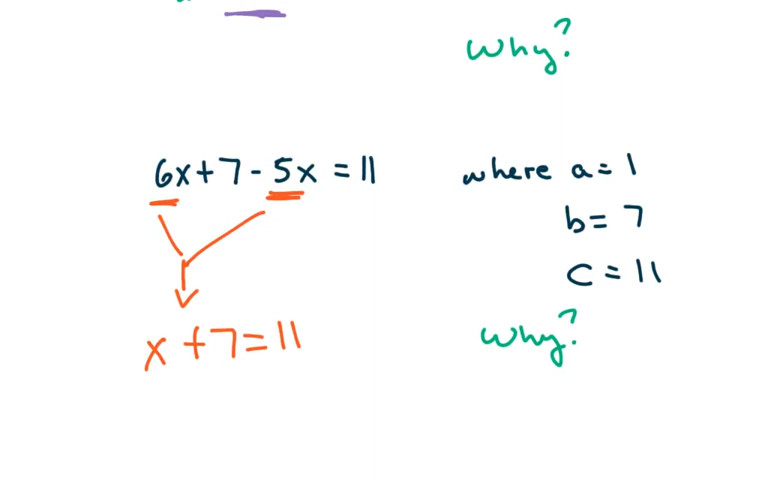 why?
6x+7-5x=11
where a=1
b=7
c=11
x+7=11
why?